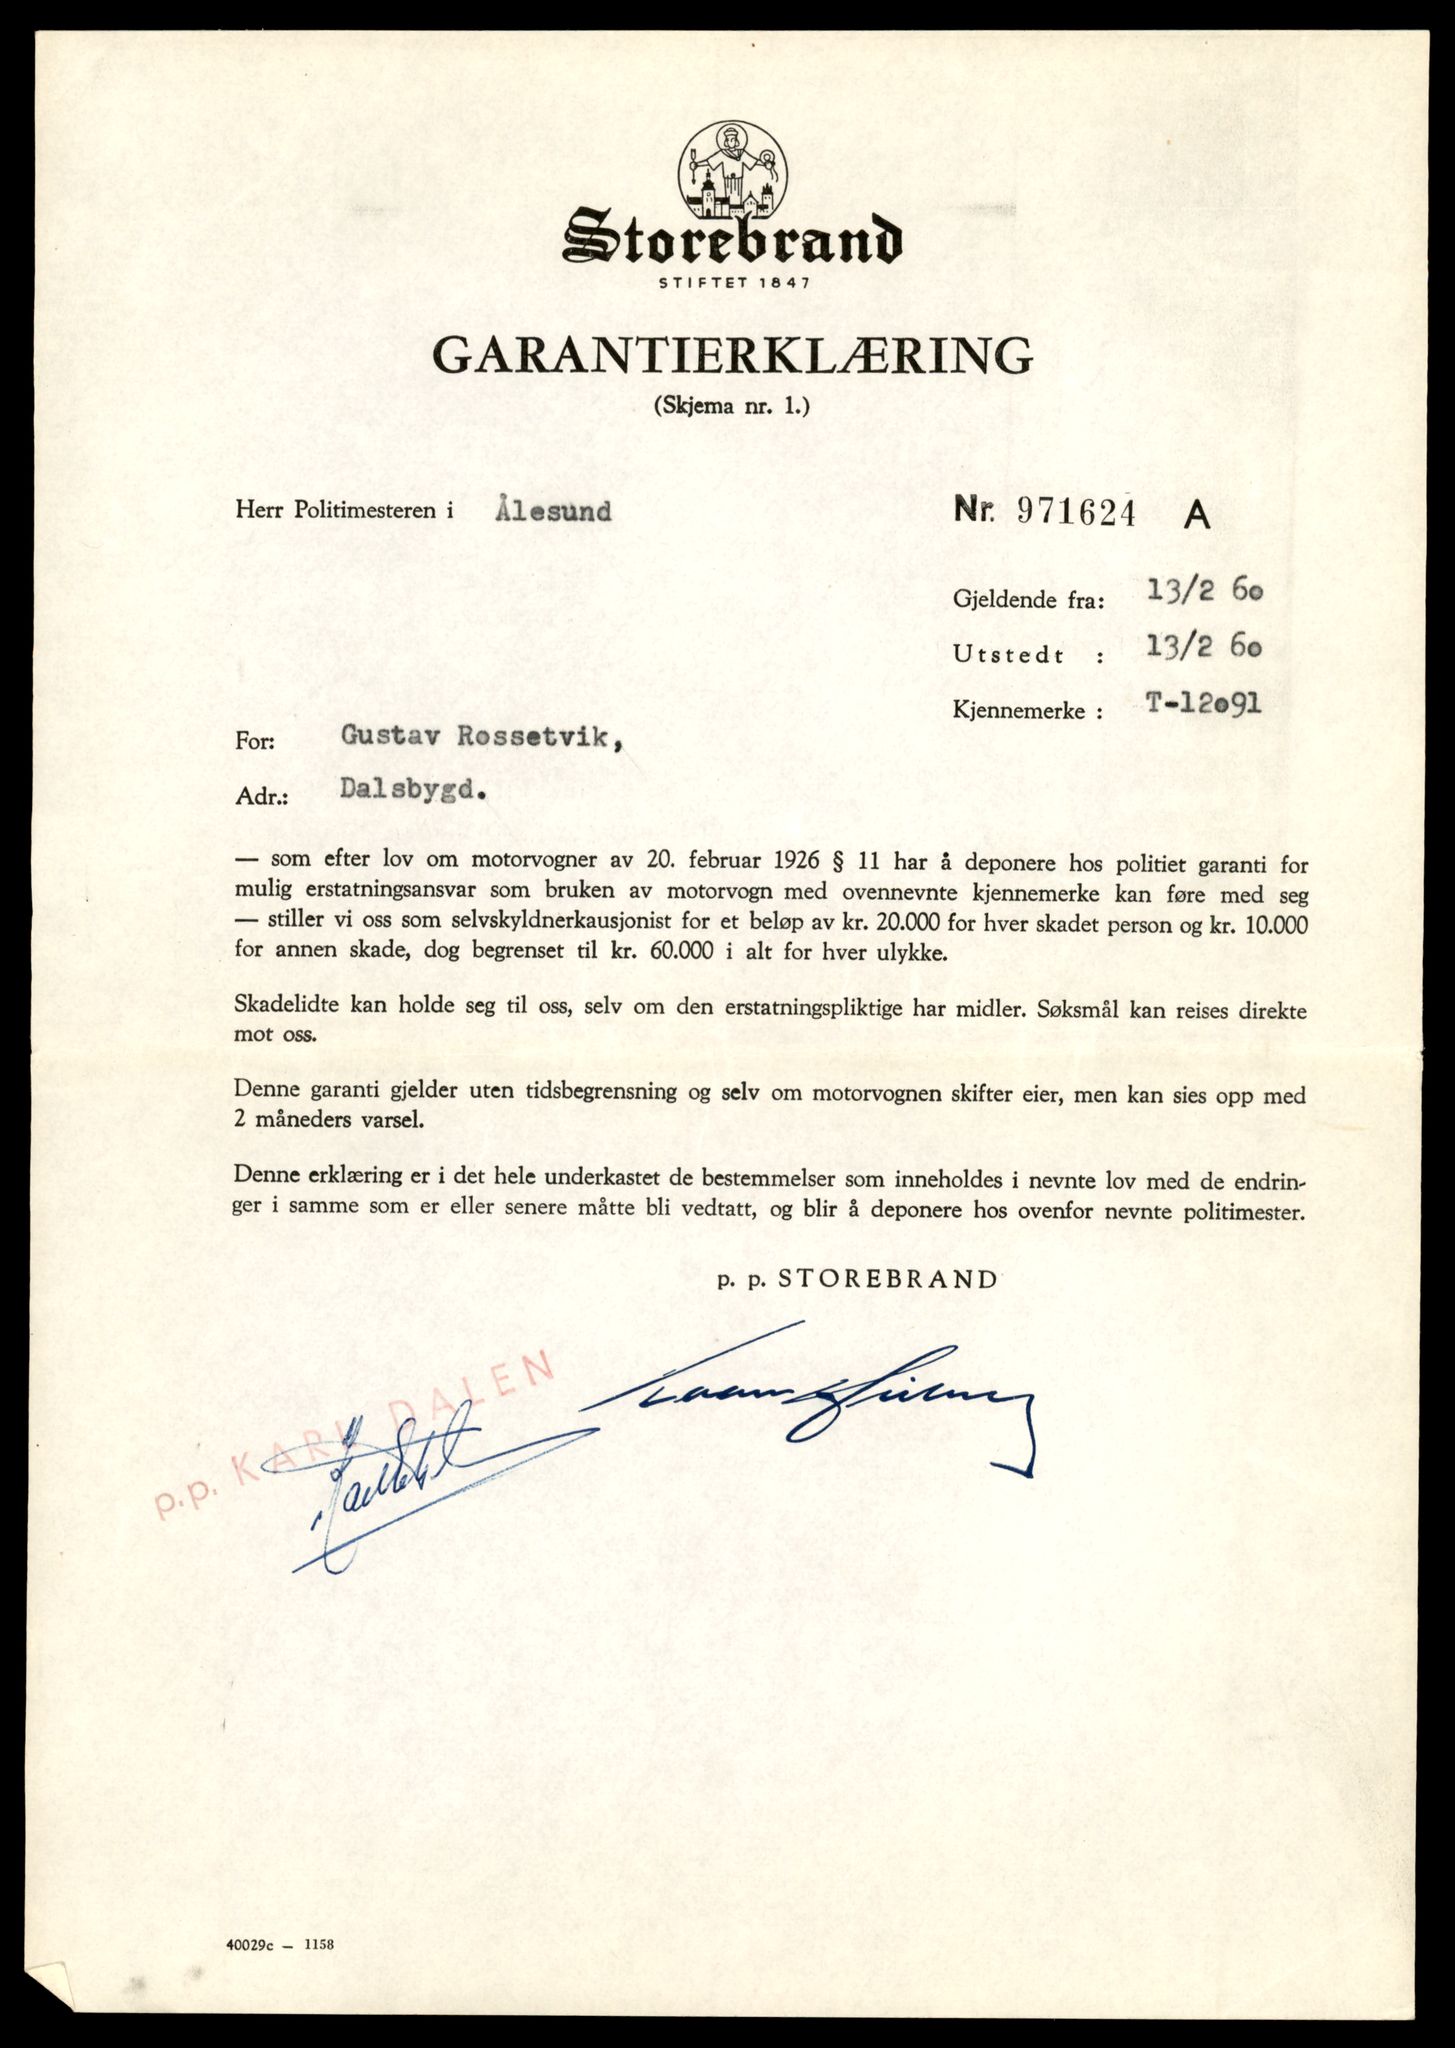 Storebrand
STIFTET 1847
GARANTIERKLÆRING
(Skjema nr. 1.)
Herr Politimesteren i Ålesund
Nr. 971624 A
Gjeldende fra: 13/2 60
Utstedt : 13/2 60
Kjennemerke : T-12091
For: Gustav Rossetvik,
Adr.: Dalsbygd.
— som efter lov om motorvogner av 20. februar 1926 § 11 har å deponere hos politiet garanti for
mulig erstatningsansvar som bruken av motorvogn med ovennevnte kjennemerke kan føre med seg
— stiller vi oss som selvskyldnerkausjonist for et beløp av kr. 20.000 for hver skadet person og kr. 10.000
for annen skade, dog begrenset til kr. 60.000 i alt for hver ulykke.
Skadelidte kan holde seg til oss, selv om den erstatningspliktige har midler. Søksmål kan reises direkte
mot oss.
Denne garanti gjelder uten tidsbegrensning og selv om motorvognen skifter eier, men kan sies opp med
2 måneders varsel.
Denne erklæring er i det hele underkastet de bestemmelser som inneholdes i nevnte lov med de endrin-
ger i samme som er eller senere måtte bli vedtatt, og blir å deponere hos ovenfor nevnte politimester.
p. p. STOREBRAND
p.p. KARL DALEN
40029c — 1158